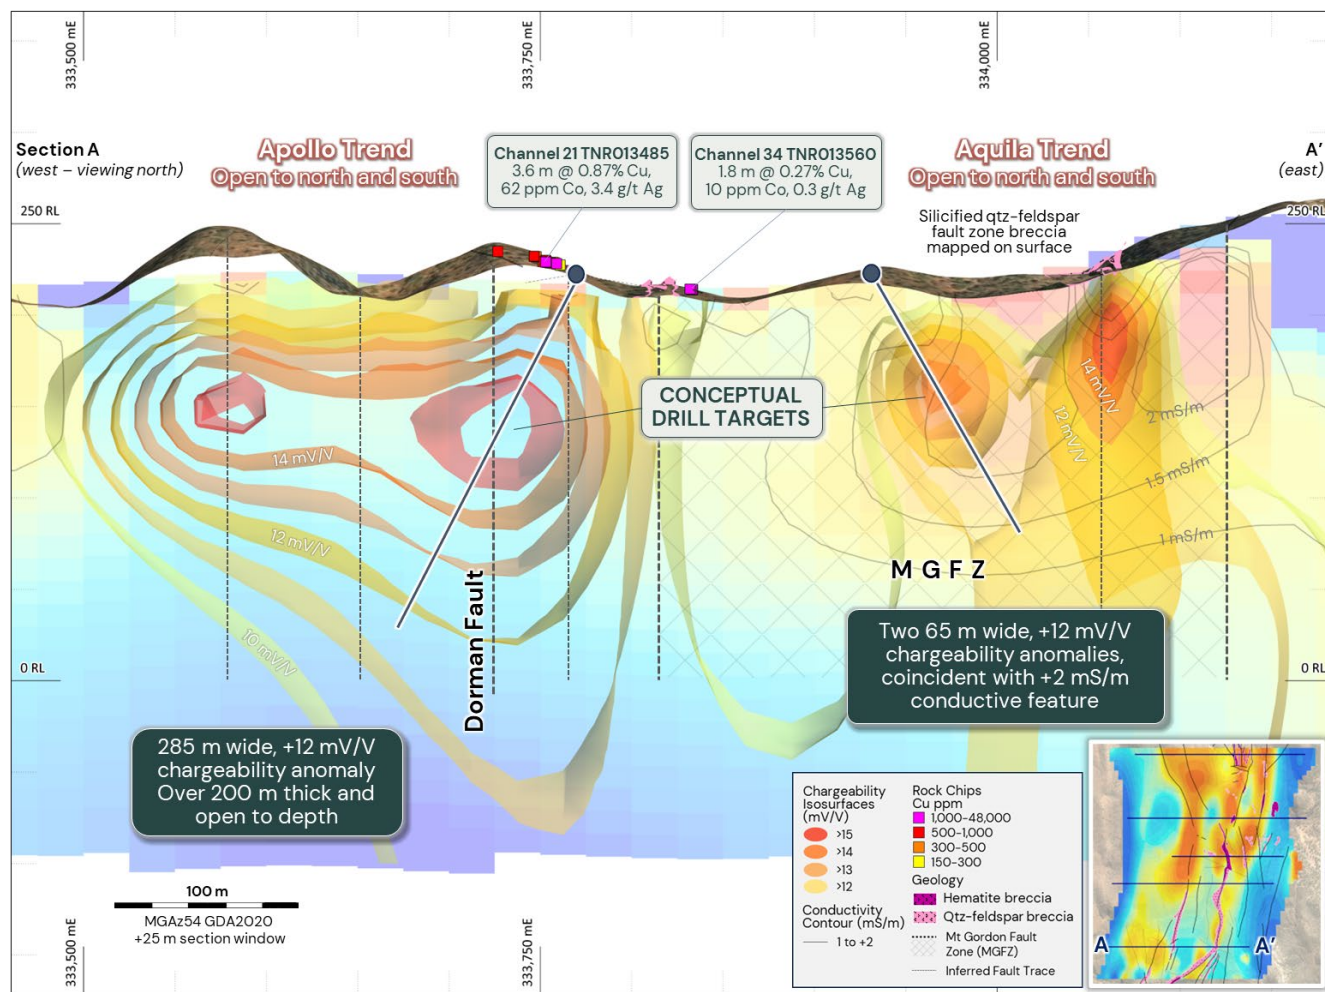 333,500 mE
333,750 mE
334,000 mE
Section A
(west – viewing north)
Apollo Trend
Open to north and south
Channel 21 TNR013485
3.6 m @ 0.87% Cu,
62 ppm Co, 3.4 g/t Ag
Channel 34 TNR013560
1.8 m @ 0.27% Cu,
10 ppm Co, 0.3 g/t Ag
Aquila Trend
Open to north and south
A'
(east)
250 RL
250 RL
Silicified qtz-feldspar
fault zone breccia
mapped on surface
CONCEPTUAL
DRILL TARGETS
14 mV/V
12 mV/V
10 mV/V
14 mV/V
12 mV/V
2 mS/m
1.5 mS/m
1 mS/m
Dorman Fault
M G F Z
0 RL
0 RL
Two 65 m wide, +12 mV/V
chargeability anomalies,
coincident with +2 mS/m
conductive feature
285 m wide, +12 mV/V
chargeability anomaly
Over 200 m thick and
open to depth
100 m
MGAz54 GDA2020
+25 m section window
333,500 mE
333,750 mE
Chargeability
Isosurfaces
(mV/V)
>15
>14
>13
>12
Conductivity
Contour (mS/m)
1 to +2
Rock Chips
Cu ppm
1,000-48,000
500-1,000
300-500
150-300
Geology
Hematite breccia
Qtz-feldspar breccia
Mt Gordon Fault
Zone (MGFZ)
Inferred Fault Trace
A
A'